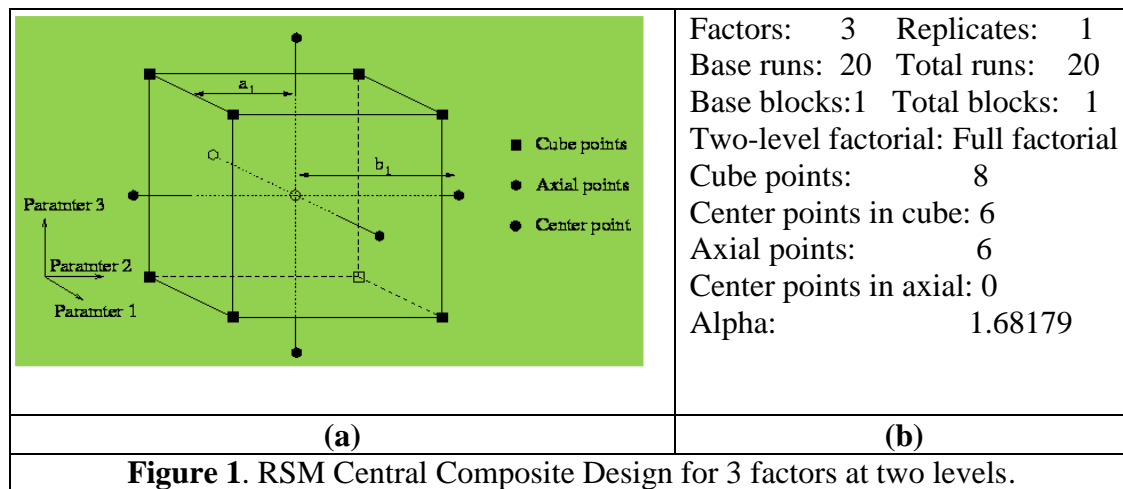 a₁
b₁
Cube points
Axial points
Center point
Paramter 3
Paramter 2
Paramter 1
Factors: 3 Replicates: 1
Base runs: 20 Total runs: 20
Base blocks:1 Total blocks: 1
Two-level factorial: Full factorial
Cube points: 8
Center points in cube: 6
Axial points: 6
Center points in axial: 0
Alpha: 1.68179
(a)
(b)
Figure 1. RSM Central Composite Design for 3 factors at two levels.